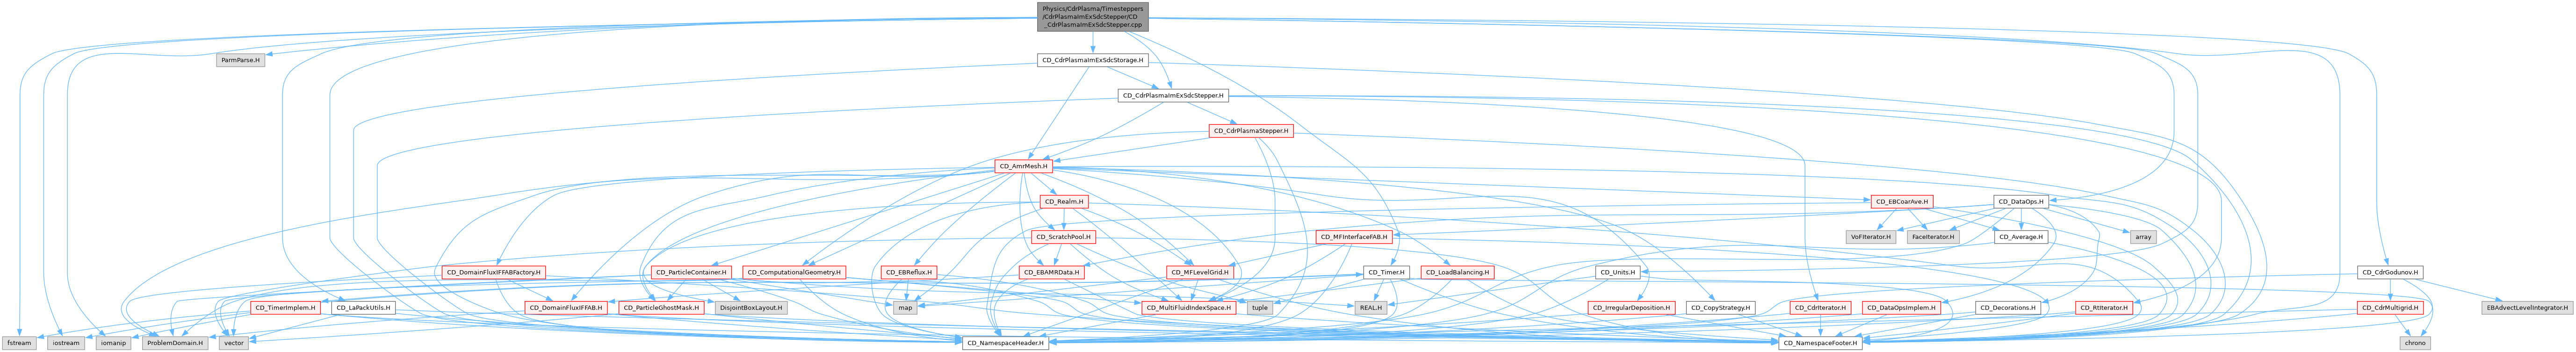 Physics/CdrPlasma/Timesteppers
/CdrPlasmaImExSdcStepper/CD
_CdrPlasmaImExSdcStepper.cpp
ParmParse.H
CD_CdrPlasmaImExSdcStorage.H
CD_CdrPlasmaImExSdcStepper.H
CD_CdrPlasmaStepper.H
CD_AmrMesh.H
CD_Realm.H
CD_EBCoarAve.H
CD_DataOps.H
CD_ScratchPool.H
CD_MFInterfaceFAB.H
VoFIterator.H
FaceIterator.H
CD_Average.H
array
CD_DomainFluxIFFABFactory.H
CD_ParticleContainer.H
CD_ComputationalGeometry.H
CD_EBReflux.H
CD_EBAMRData.H
CD_MFLevelGrid.H
CD_Timer.H
CD_LoadBalancing.H
CD_Units.H
CD_CdrGodunov.H
CD_TimerImplem.H
CD_LaPackUtils.H
CD_DomainFluxIFFAB.H
CD_ParticleGhostMask.H
DisjointBoxLayout.H
map
CD_MultiFluidIndexSpace.H
tuple
REAL.H
CD_IrregularDeposition.H
CD_CopyStrategy.H
CD_CdrIterator.H
CD_DataOpsImplem.H
CD_Decorations.H
CD_RtIterator.H
CD_CdrMultigrid.H
EBAdvectLevelIntegrator.H
fstream
iostream
iomanip
ProblemDomain.H
vector
CD_NamespaceHeader.H
CD_NamespaceFooter.H
chrono